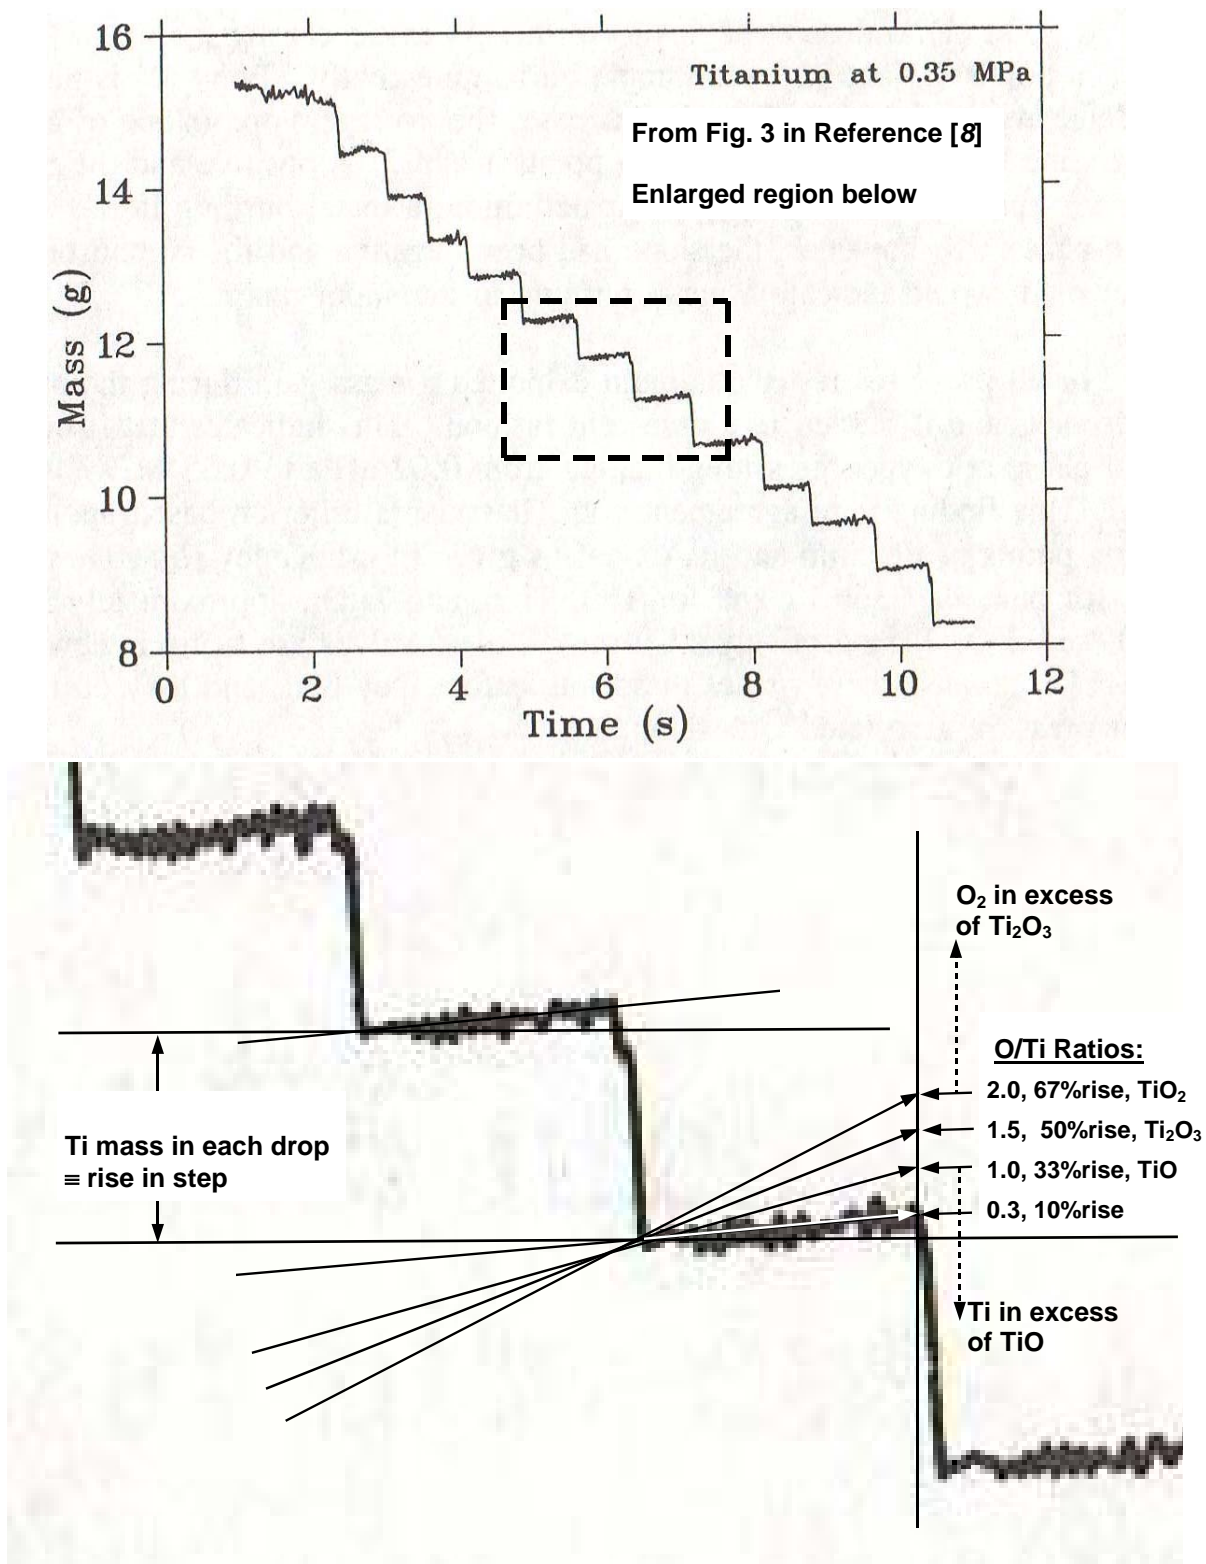 16
14
12
10
8
Mass (g)
Titanium at 0.35 MPa
From Fig. 3 in Reference [8]
Enlarged region below
0 2 4 6 8 10 12
Time (s)
O₂ in excess
of Ti₂O₃
O/Ti Ratios:
2.0, 67%rise, TiO₂
1.5, 50%rise, Ti₂O₃
1.0, 33%rise, TiO
0.3, 10%rise
Ti mass in each drop
≡ rise in step
Ti in excess
of TiO